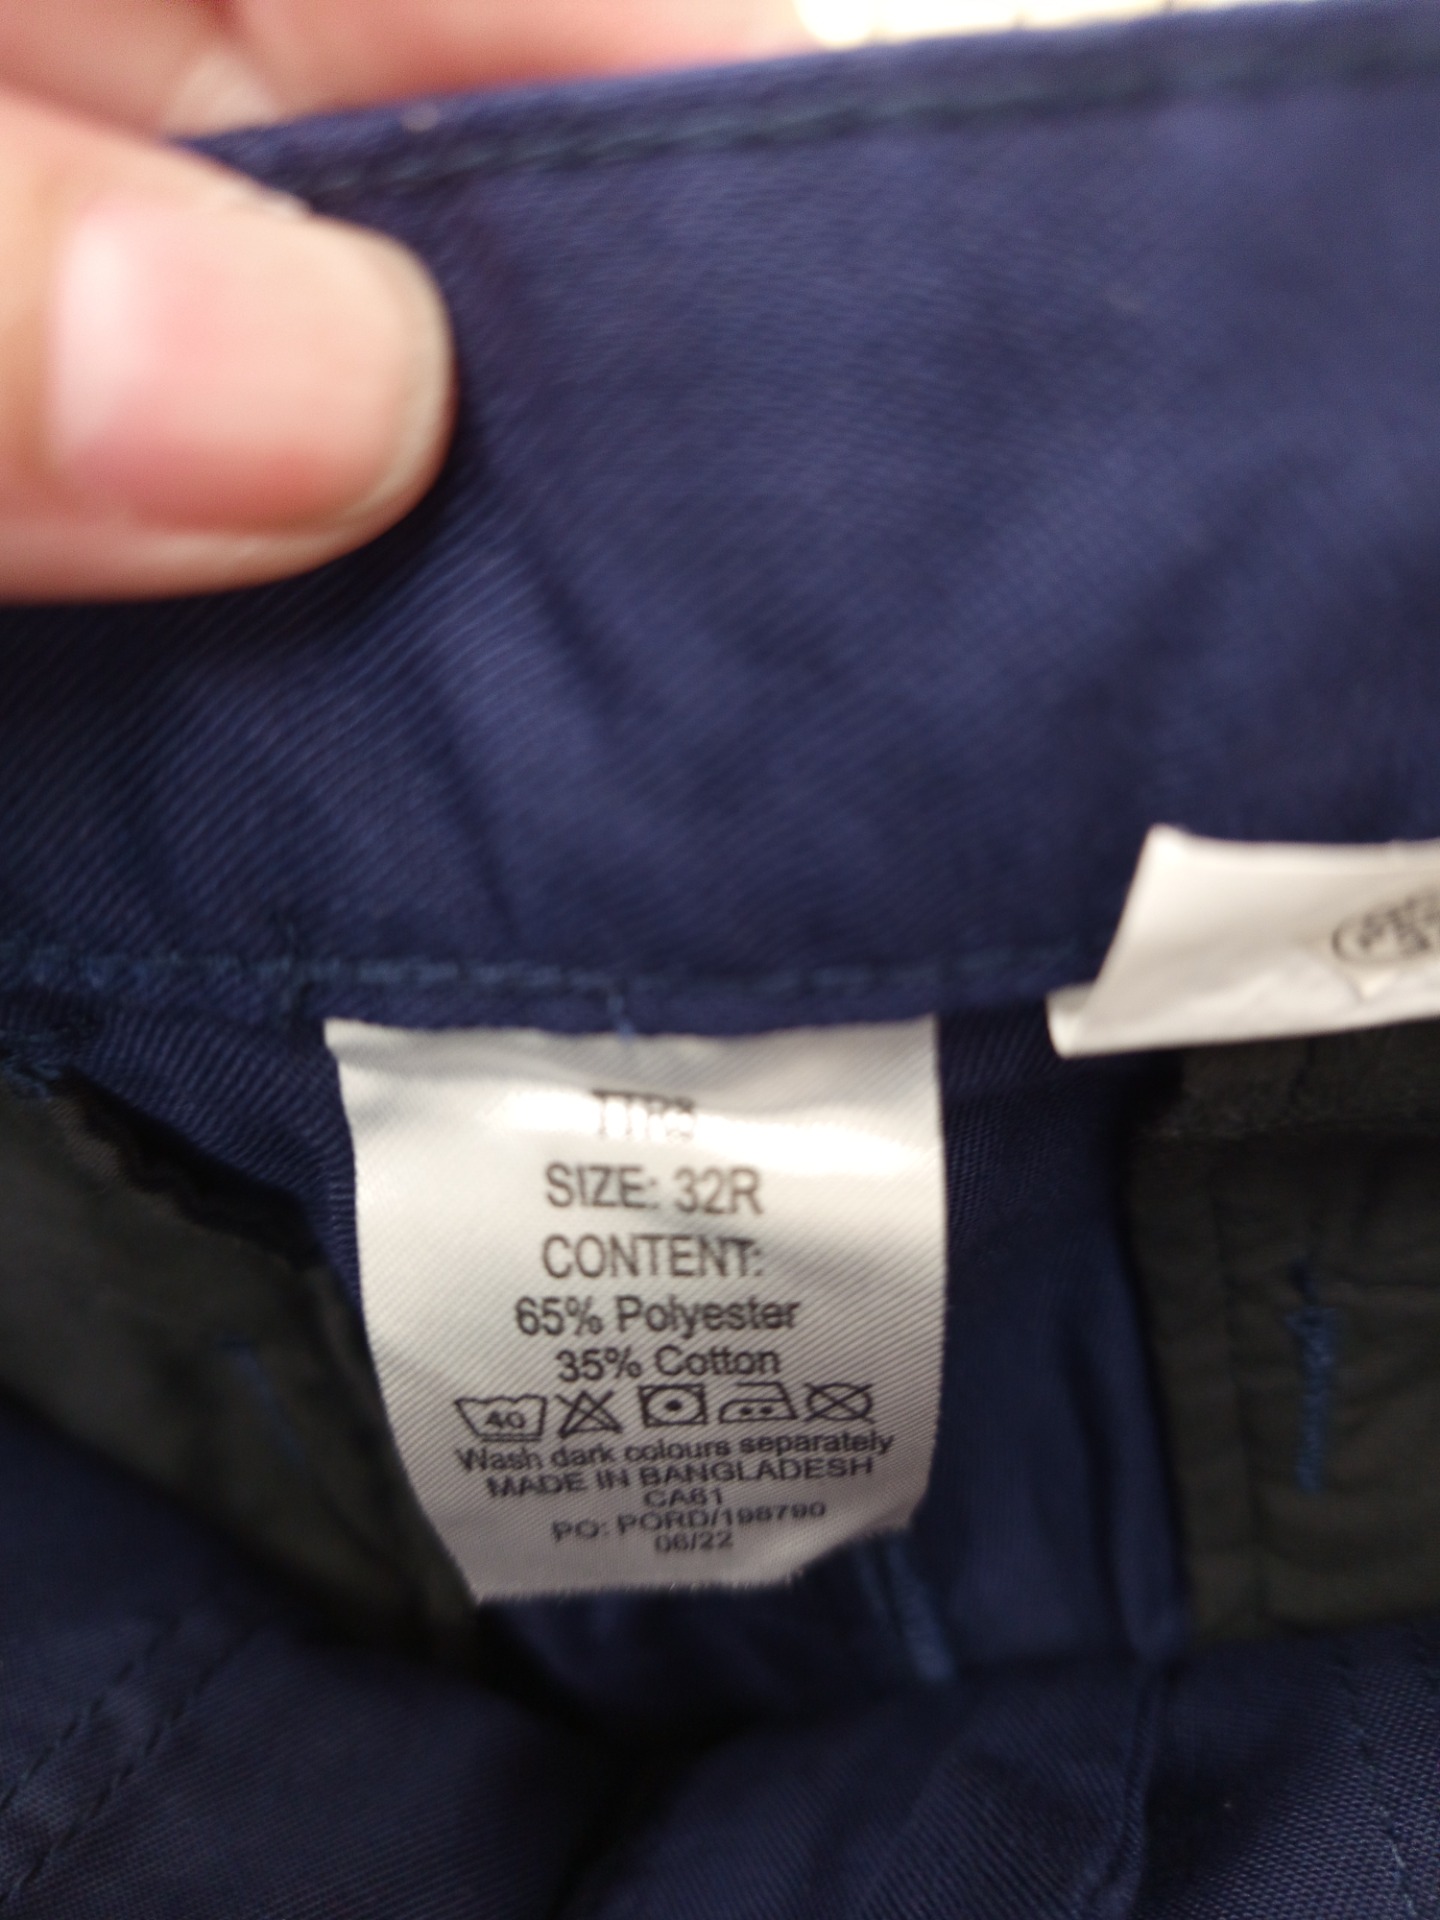 SIZE: 32R
CONTENT:
65% Polyester
35% Cotton
40
Wash dark colours separately
MADE IN BANGLADESH
CA61
PO: PORD/198790
06/22